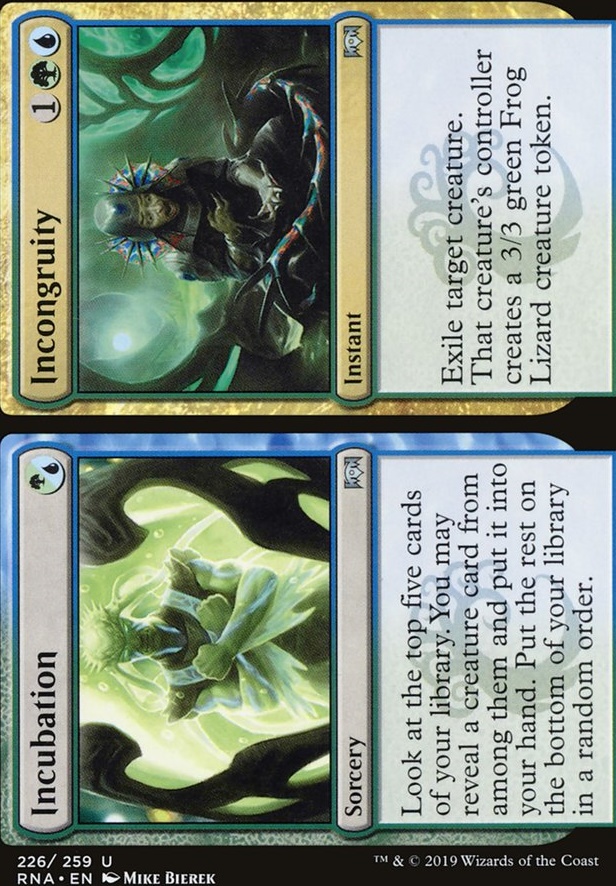 Incubation
Sorcery
Look at the top five cards
of your library. You may
reveal a creature card from
among them and put it into
your hand. Put the rest on
the bottom of your library
in a random order.
Incongruity 1
Instant
Exile target creature.
That creature's controller
creates a 3/3 green Frog
Lizard creature token.
226/ 259 U
RNA • EN Mike Bierek
™ & © 2019 Wizards of the Coast